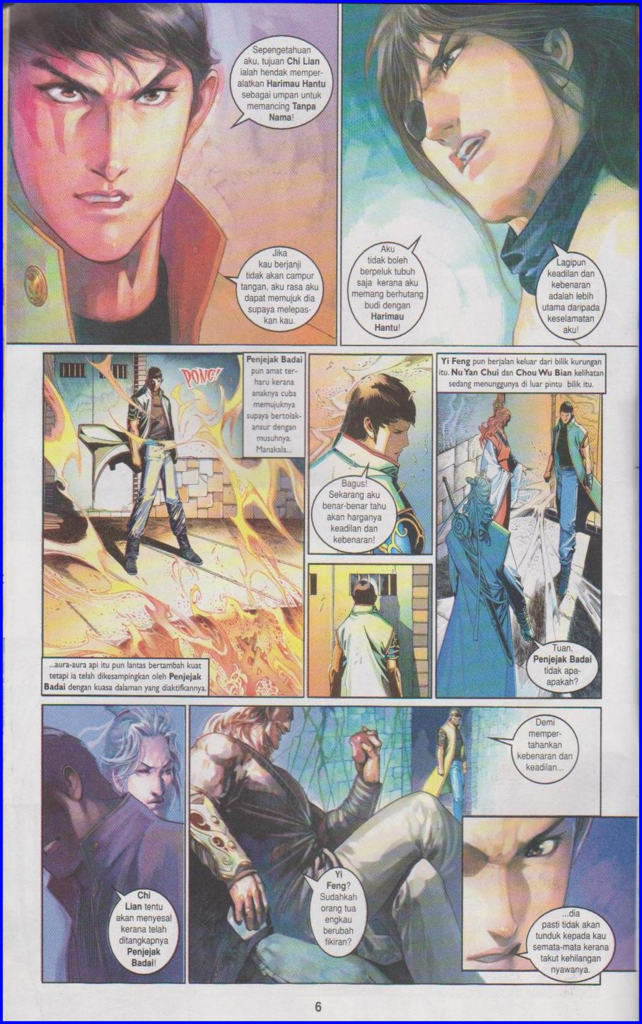 Sepengetahuan
aku, tujuan Chi Lian
ialah hendak memper-
alatkan Harimau Hantu
sebagai umpan untuk
memancing Tanpa
Nama!
Jika
kau berjanji
tidak akan campur
tangan, aku rasa aku
dapat memujuk dia
supaya melepas-
kan kau.
Aku
tidak boleh
berpeluk tubuh
saja kerana aku
memang berhutang
budi dengan
Harimau
Hantu!
Lagipun
keadilan dan
kebenaran
adalah lebih
utama daripada
keselamatan
aku!
PONG!
Penjejak Badai
pun amat ter-
haru kerana
anaknya cuba
memujuknya
supaya bertolak-
ansur dengan
musuhnya.
Manakala...
...aura-aura api itu pun lantas bertambah kuat
tetapi ia telah dikesampingkan oleh Penjejak
Badai dengan kuasa dalaman yang diaktifkannya.
Bagus!
Sekarang aku
benar-benar tahu
akan harganya
keadilan dan
kebenaran!
Yi Feng pun berjalan keluar dari bilik kurungan
itu. Nu Yan Chui dan Chou Wu Bian kelihatan
sedang menunggunya di luar pintu bilik itu.
Tuan,
Penjejak Badai
tidak apa-
apakah?
Chi
Lian tentu
akan menyesal
kerana telah
ditangkapnya
Penjejak
Badai!
Yi
Feng?
Sudahkah
orang tua
engkau
berubah
fikiran?
Demi
memper-
tahankan
kebenaran dan
keadilan...
...dia
pasti tidak akan
tunduk kepada kau
semata-mata kerana
takut kehilangan
nyawanya.
6